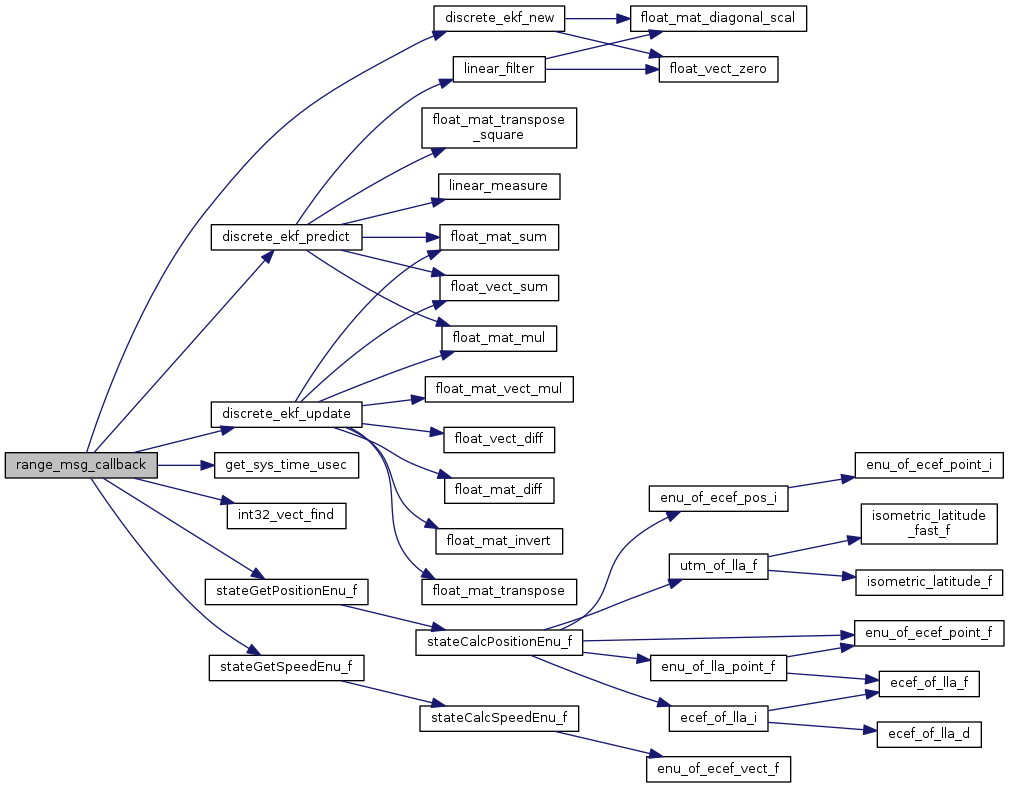 discrete_ekf_new
float_mat_diagonal_scal
linear_filter
float_vect_zero
float_mat_transpose
_square
linear_measure
discrete_ekf_predict
float_mat_sum
float_vect_sum
float_mat_mul
float_mat_vect_mul
discrete_ekf_update
float_vect_diff
range_msg_callback
get_sys_time_usec
enu_of_ecef_point_i
float_mat_diff
enu_of_ecef_pos_i
int32_vect_find
isometric_latitude
_fast_f
float_mat_invert
utm_of_lla_f
isometric_latitude_f
stateGetPositionEnu_f
float_mat_transpose
enu_of_ecef_point_f
stateCalcPositionEnu_f
stateGetSpeedEnu_f
enu_of_lla_point_f
ecef_of_lla_f
stateCalcSpeedEnu_f
ecef_of_lla_i
ecef_of_lla_d
enu_of_ecef_vect_f